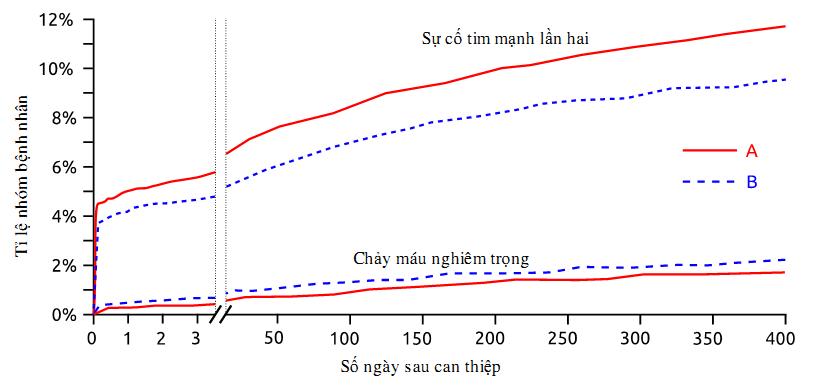 12%
Sự cố tim mạch lần hai
10%
8%
A
6%
B
4%
Chảy máu nghiêm trọng
2%
0%
0 1 2 3 50 100 150 200 250 300 350 400
Số ngày sau can thiệp
Tỉ lệ nhóm bệnh nhân